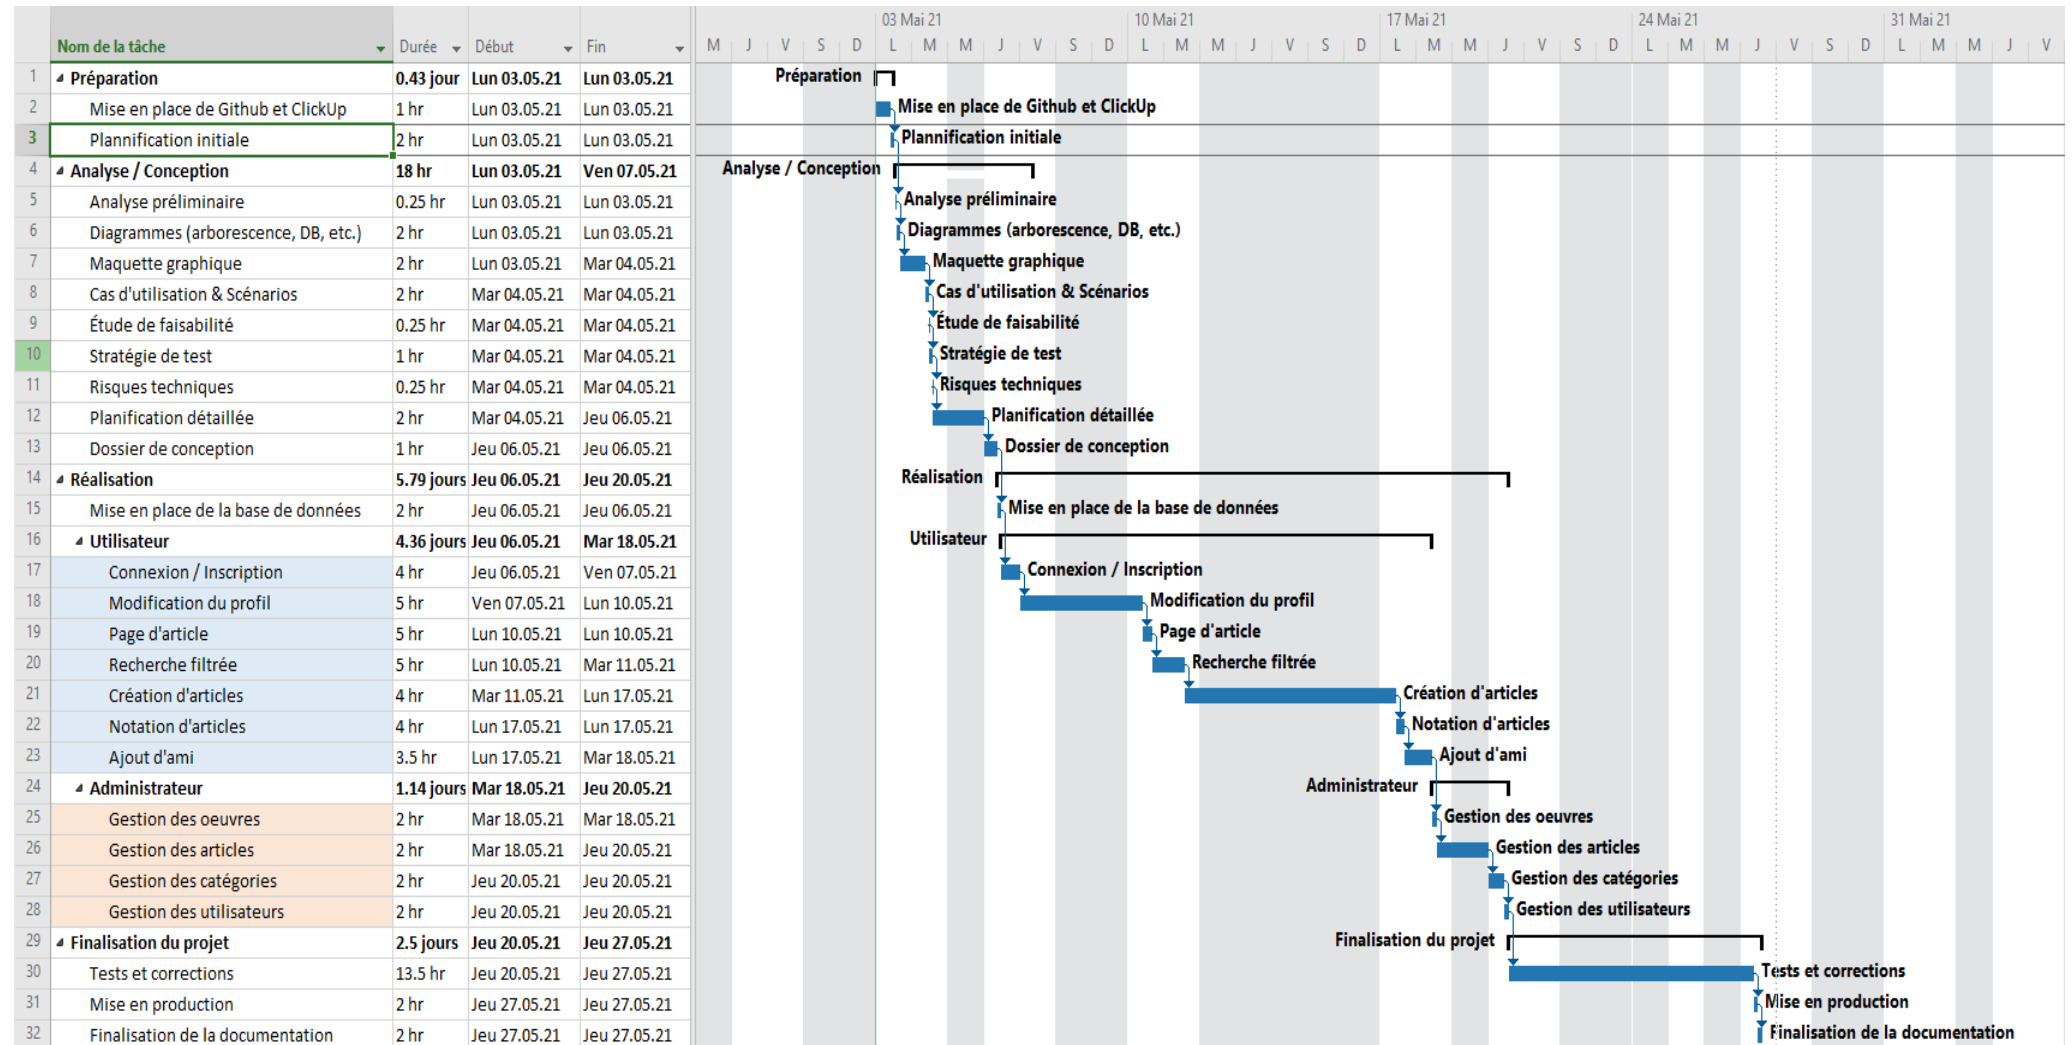 03 Mai 21 10 Mai 21 17 Mai 21 24 Mai 21 31 Mai 21
Nom de la tâche Durée Début Fin M J V S D L M M J V S D L M M J V S D L M M J V S D L M M J V S D L M M J V
1 Préparation 0.43 jour Lun 03.05.21 Lun 03.05.21 Préparation
2 Mise en place de Github et ClickUp 1 hr Lun 03.05.21 Lun 03.05.21 Mise en place de Github et ClickUp
3 Plannification initiale 2 hr Lun 03.05.21 Lun 03.05.21 Plannification initiale
4 Analyse / Conception 18 hr Lun 03.05.21 Ven 07.05.21 Analyse / Conception
5 Analyse préliminaire 0.25 hr Lun 03.05.21 Lun 03.05.21 Analyse préliminaire
6 Diagrammes (arborescence, DB, etc.) 2 hr Lun 03.05.21 Lun 03.05.21 Diagrammes (arborescence, DB, etc.)
7 Maquette graphique 2 hr Lun 03.05.21 Mar 04.05.21 Maquette graphique
8 Cas d'utilisation & Scénarios 2 hr Mar 04.05.21 Mar 04.05.21 Cas d'utilisation & Scénarios
9 Étude de faisabilité 0.25 hr Mar 04.05.21 Mar 04.05.21 Étude de faisabilité
10 Stratégie de test 1 hr Mar 04.05.21 Mar 04.05.21 Stratégie de test
11 Risques techniques 0.25 hr Mar 04.05.21 Mar 04.05.21 Risques techniques
12 Planification détaillée 2 hr Mar 04.05.21 Jeu 06.05.21 Planification détaillée
13 Dossier de conception 1 hr Jeu 06.05.21 Jeu 06.05.21 Dossier de conception
14 Réalisation 5.79 jours Jeu 06.05.21 Jeu 20.05.21 Réalisation
15 Mise en place de la base de données 2 hr Jeu 06.05.21 Jeu 06.05.21 Mise en place de la base de données
16 Utilisateur 4.36 jours Jeu 06.05.21 Mar 18.05.21 Utilisateur
17 Connexion / Inscription 4 hr Jeu 06.05.21 Ven 07.05.21 Connexion / Inscription
18 Modification du profil 5 hr Ven 07.05.21 Lun 10.05.21 Modification du profil
19 Page d'article 5 hr Lun 10.05.21 Lun 10.05.21 Page d'article
20 Recherche filtrée 5 hr Lun 10.05.21 Mar 11.05.21 Recherche filtrée
21 Création d'articles 4 hr Mar 11.05.21 Lun 17.05.21 Création d'articles
22 Notation d'articles 4 hr Lun 17.05.21 Lun 17.05.21 Notation d'articles
23 Ajout d'ami 3.5 hr Lun 17.05.21 Mar 18.05.21 Ajout d'ami
24 Administrateur 1.14 jours Mar 18.05.21 Jeu 20.05.21 Administrateur
25 Gestion des oeuvres 2 hr Mar 18.05.21 Mar 18.05.21 Gestion des oeuvres
26 Gestion des articles 2 hr Mar 18.05.21 Jeu 20.05.21 Gestion des articles
27 Gestion des catégories 2 hr Jeu 20.05.21 Jeu 20.05.21 Gestion des catégories
28 Gestion des utilisateurs 2 hr Jeu 20.05.21 Jeu 20.05.21 Gestion des utilisateurs
29 Finalisation du projet 2.5 jours Jeu 20.05.21 Jeu 27.05.21 Finalisation du projet
30 Tests et corrections 13.5 hr Jeu 20.05.21 Jeu 27.05.21 Tests et corrections
31 Mise en production 2 hr Jeu 27.05.21 Jeu 27.05.21 Mise en production
32 Finalisation de la documentation 2 hr Jeu 27.05.21 Jeu 27.05.21 Finalisation de la documentation